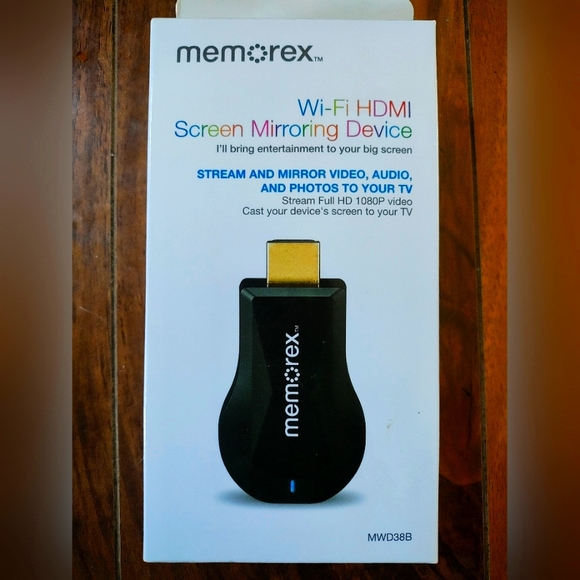 memorex™
Wi-Fi HDMI
Screen Mirroring Device
I'll bring entertainment to your big screen
STREAM AND MIRROR VIDEO, AUDIO,
AND PHOTOS TO YOUR TV
Stream Full HD 1080P video
Cast your device's screen to your TV
memorex™
MWD38B